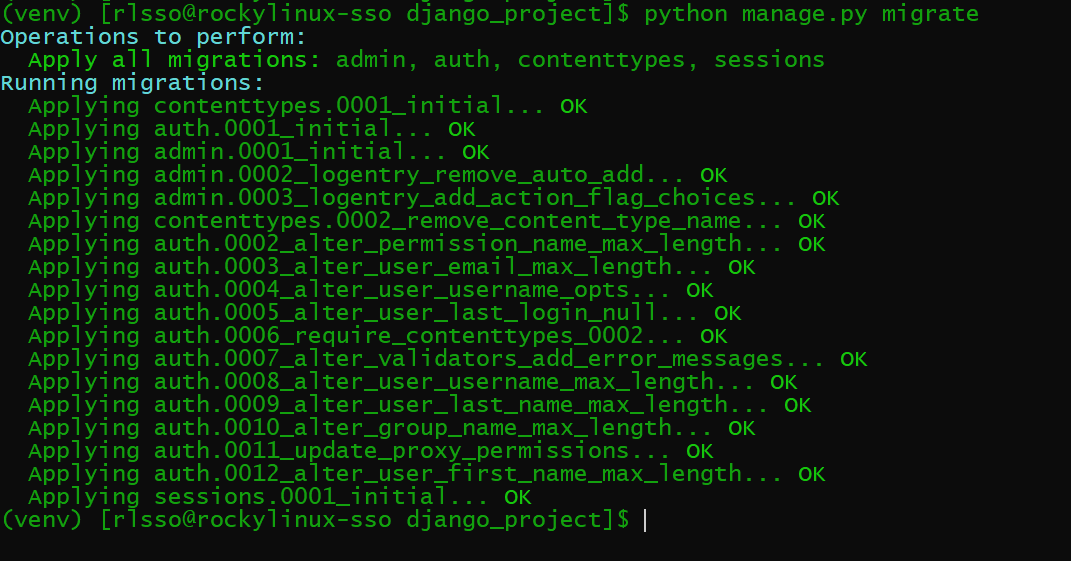 (venv) [rlsso@rockylinux-sso django_project]$ python manage.py migrate
Operations to perform:
  Apply all migrations: admin, auth, contenttypes, sessions
Running migrations:
  Applying contenttypes.0001_initial... OK
  Applying auth.0001_initial... OK
  Applying admin.0001_initial... OK
  Applying admin.0002_logentry_remove_auto_add... OK
  Applying admin.0003_logentry_add_action_flag_choices... OK
  Applying contenttypes.0002_remove_content_type_name... OK
  Applying auth.0002_alter_permission_name_max_length... OK
  Applying auth.0003_alter_user_email_max_length... OK
  Applying auth.0004_alter_user_username_opts... OK
  Applying auth.0005_alter_user_last_login_null... OK
  Applying auth.0006_require_contenttypes_0002... OK
  Applying auth.0007_alter_validators_add_error_messages... OK
  Applying auth.0008_alter_user_username_max_length... OK
  Applying auth.0009_alter_user_last_name_max_length... OK
  Applying auth.0010_alter_group_name_max_length... OK
  Applying auth.0011_update_proxy_permissions... OK
  Applying auth.0012_alter_user_first_name_max_length... OK
  Applying sessions.0001_initial... OK
(venv) [rlsso@rockylinux-sso django_project]$